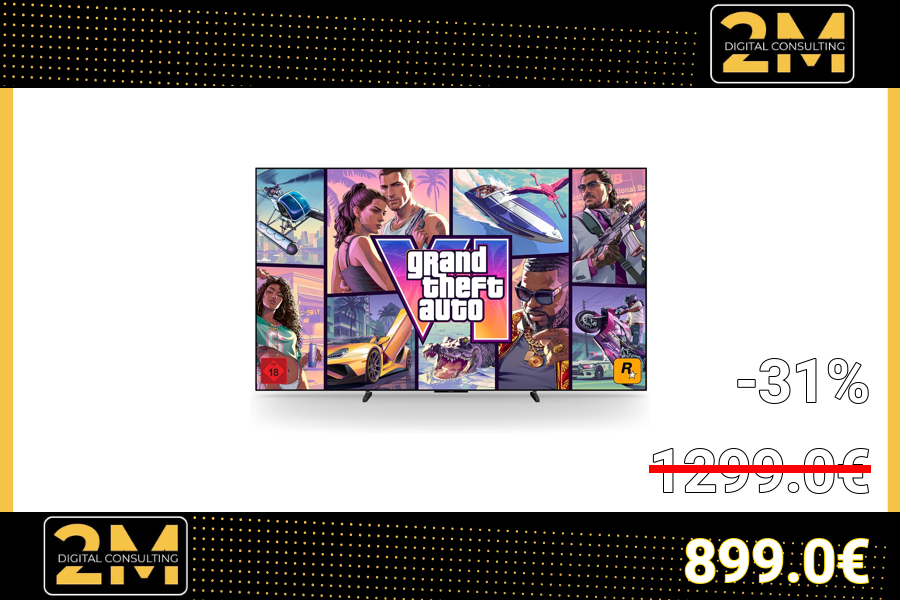 2M
DIGITAL CONSULTING
VI
grand
theft
auto
18
R
-31%
1299.0€
2M
DIGITAL CONSULTING
899.0€